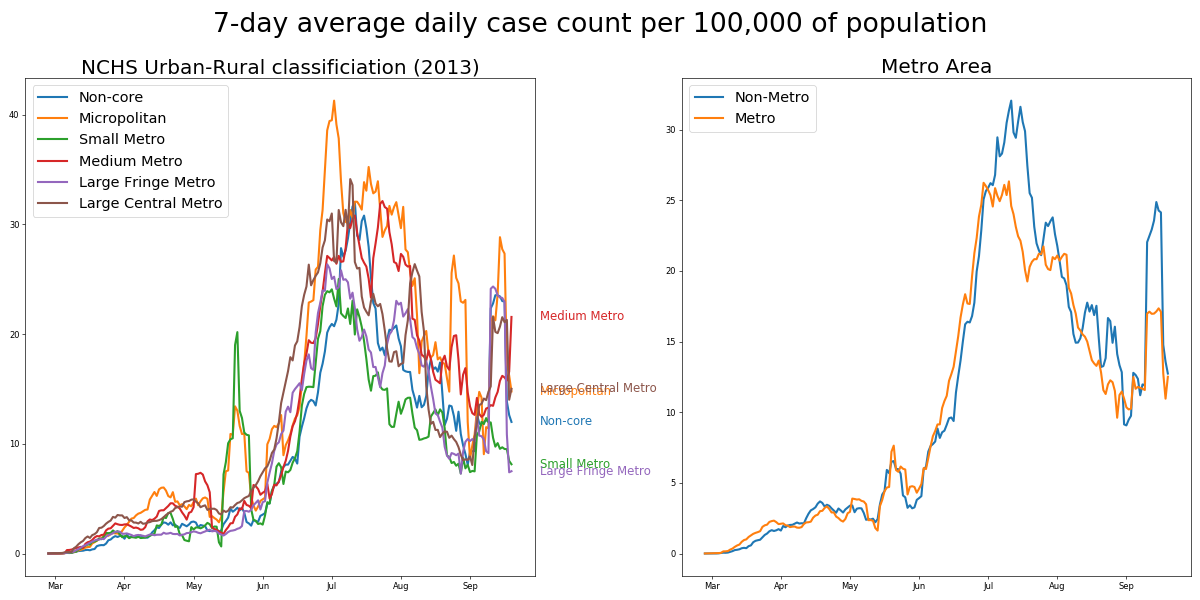 7-day average daily case count per 100,000 of population
NCHS Urban-Rural classificiation (2013)
Non-core
Micropolitan
Small Metro
Medium Metro
Large Fringe Metro
Large Central Metro
40
30
20
10
0
Mar Apr May Jun Jul Aug Sep
Medium Metro
Large Central Metro
Micropolitan
Non-core
Small Metro
Large Fringe Metro
Metro Area
Non-Metro
Metro
30
25
20
15
10
5
0
Mar Apr May Jun Jul Aug Sep